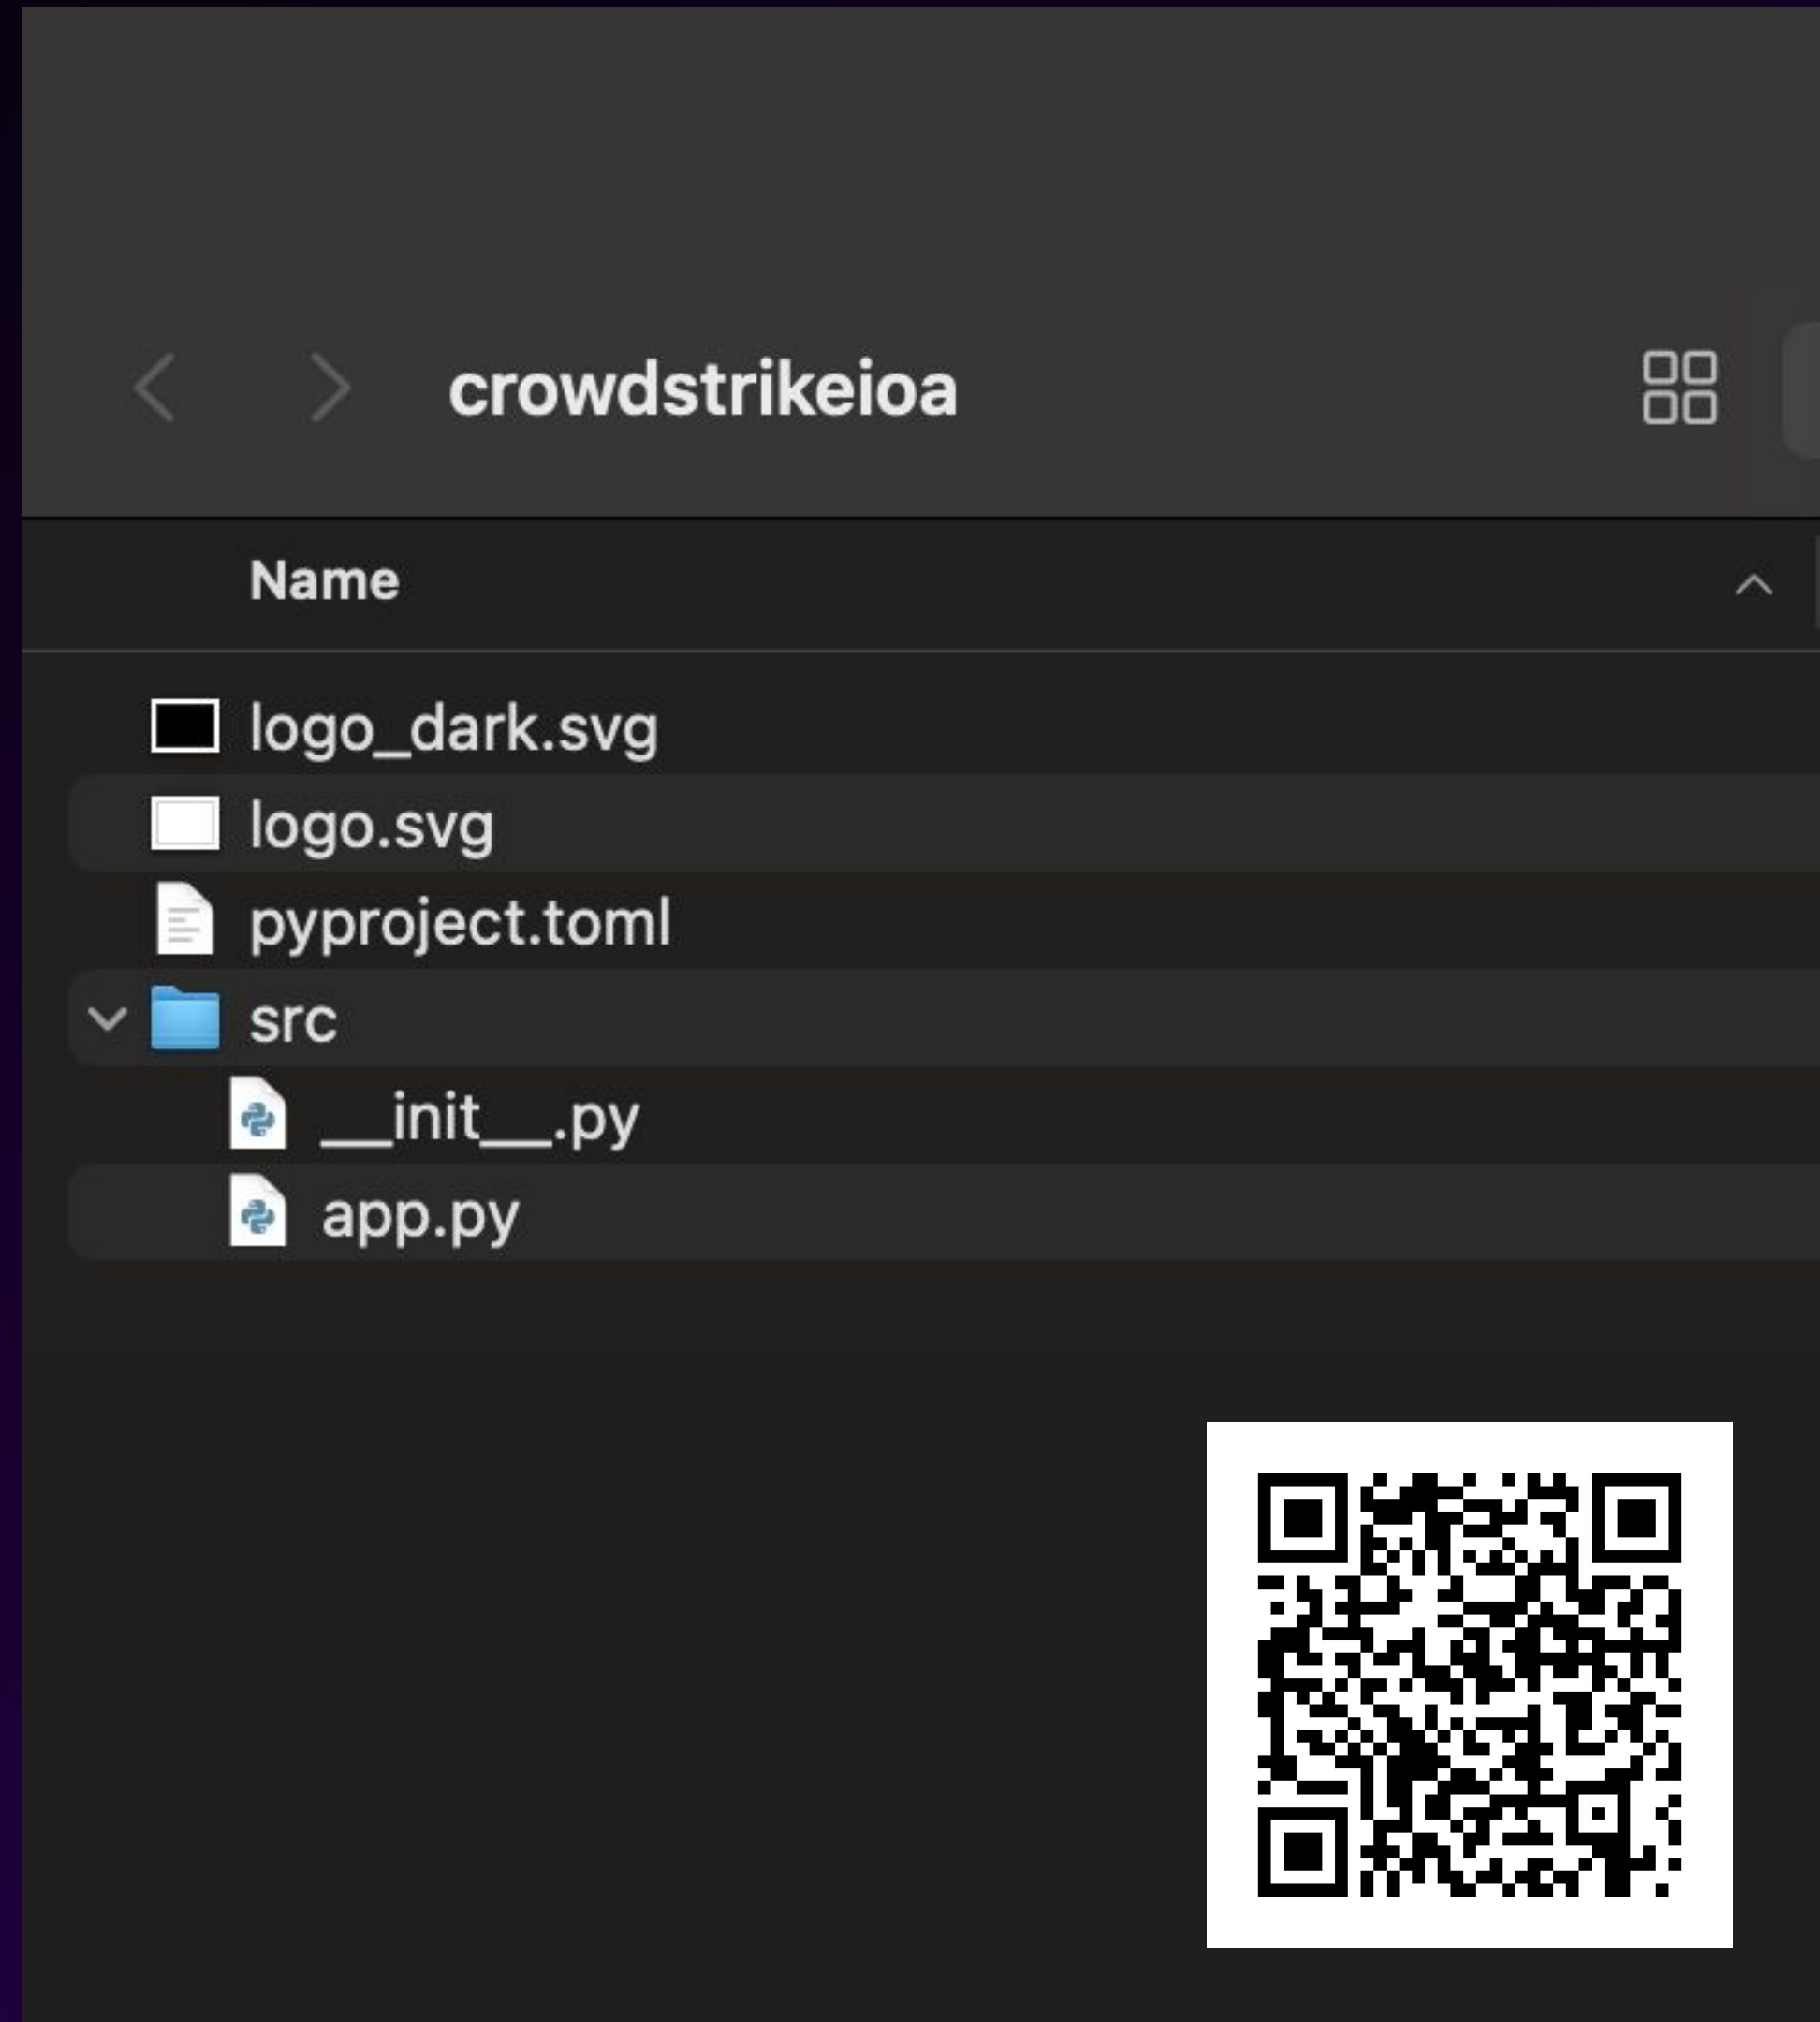 crowdstrikeioa
Name
logo_dark.svg
logo.svg
pyproject.toml
src
__init__.py
app.py